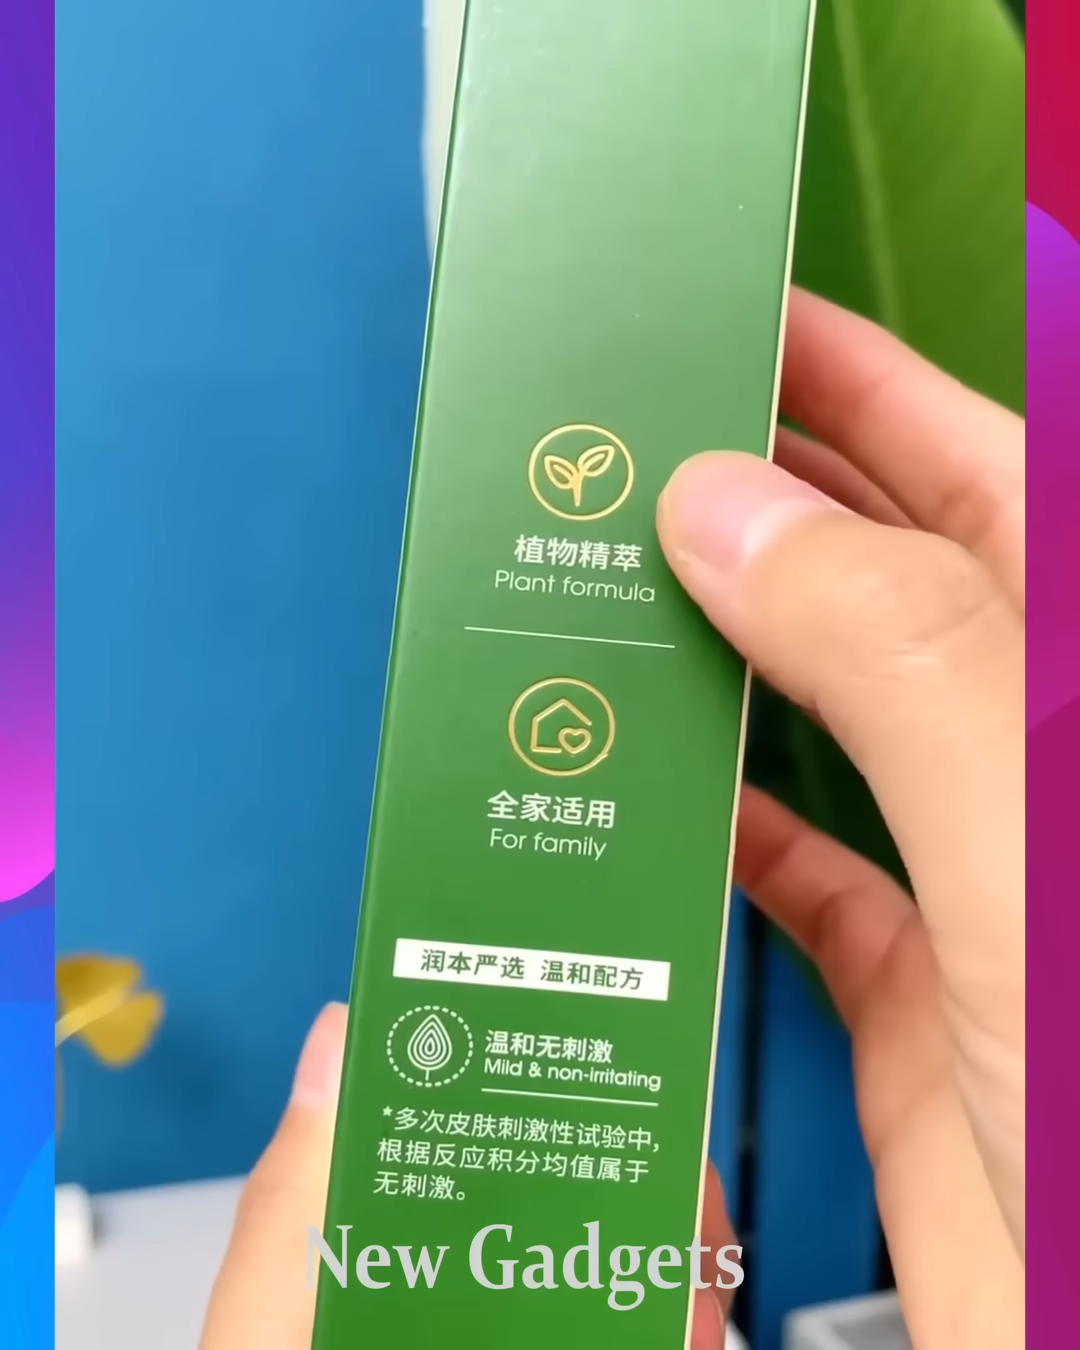 植物精萃
Plant formula
全家适用
For family
润本严选 温和配方
温和无刺激
Mild & non-irritating
*多次皮肤刺激性试验中,
根据反应积分均值属于
无刺激。
New Gadgets